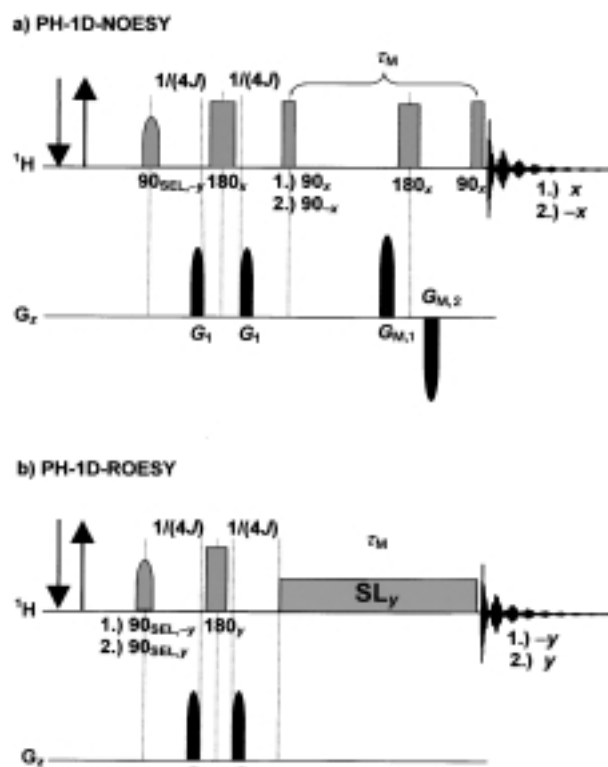 a) PH-1D-NOESY
τM
1/(4J) 1/(4J)
1H
90SEL,-y 180x 1.) 90x 180x 90x 1.) x
2.) 90-x 2.) -x
GM,2
Gz
G1 G1 GM,1
b) PH-1D-ROESY
1/(4J) 1/(4J) τM
SLy
1H
1.) 90SEL,-y 180y 1.) -y
2.) 90SEL,y 2.) y
Gz